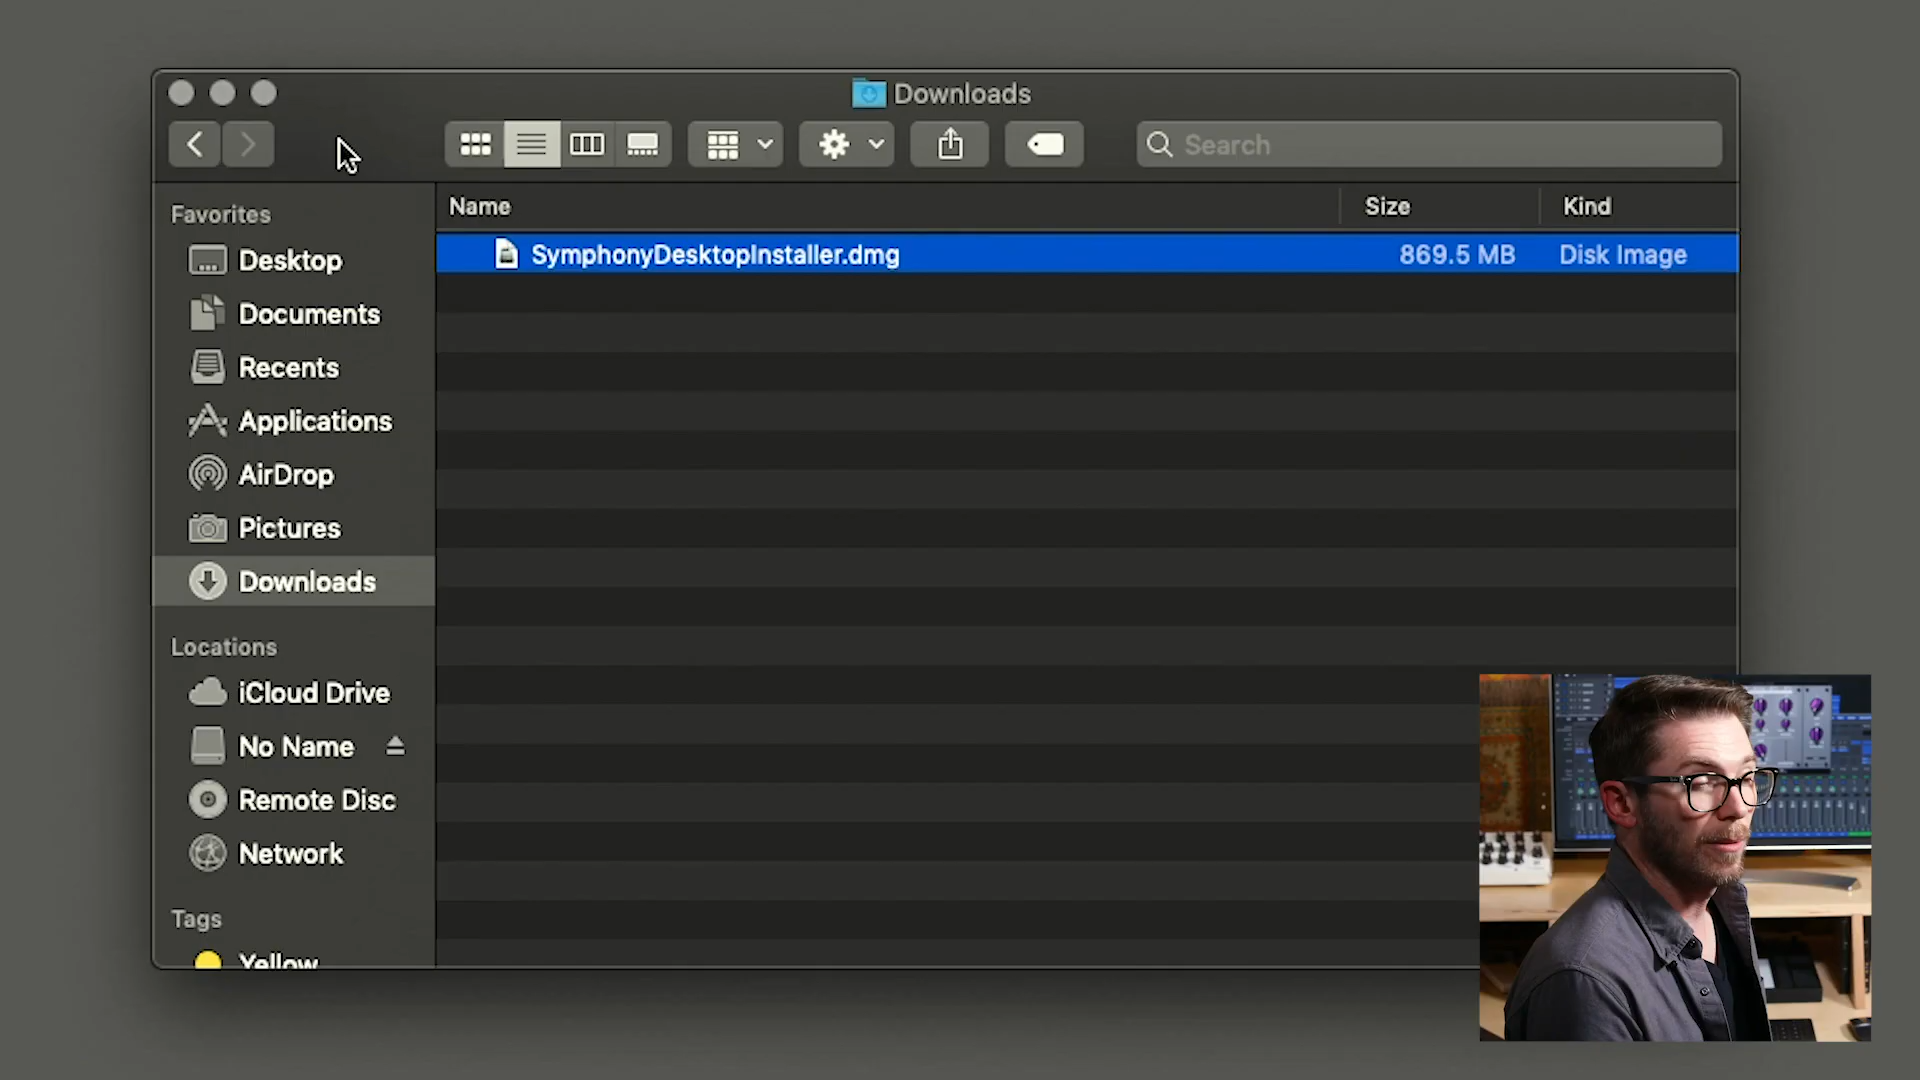 Downloads
Search
Favorites
Desktop
Documents
Recents
Applications
AirDrop
Pictures
Downloads
Locations
iCloud Drive
No Name
Remote Disc
Network
Tags
Yellow
Name Size Kind
SymphonyDesktopInstaller.dmg 869.5 MB Disk Image